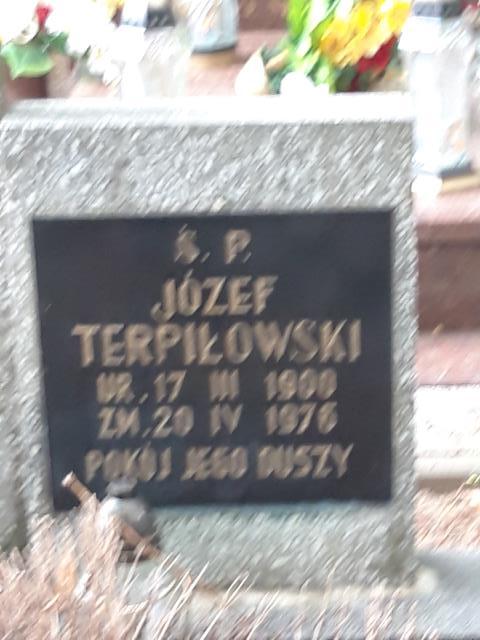 Ś. P.
JÓZEF
TERPIŁOWSKI
UR. 17 III 1900
ZM. 20 IV 1976
POKÓJ JEGO DUSZY